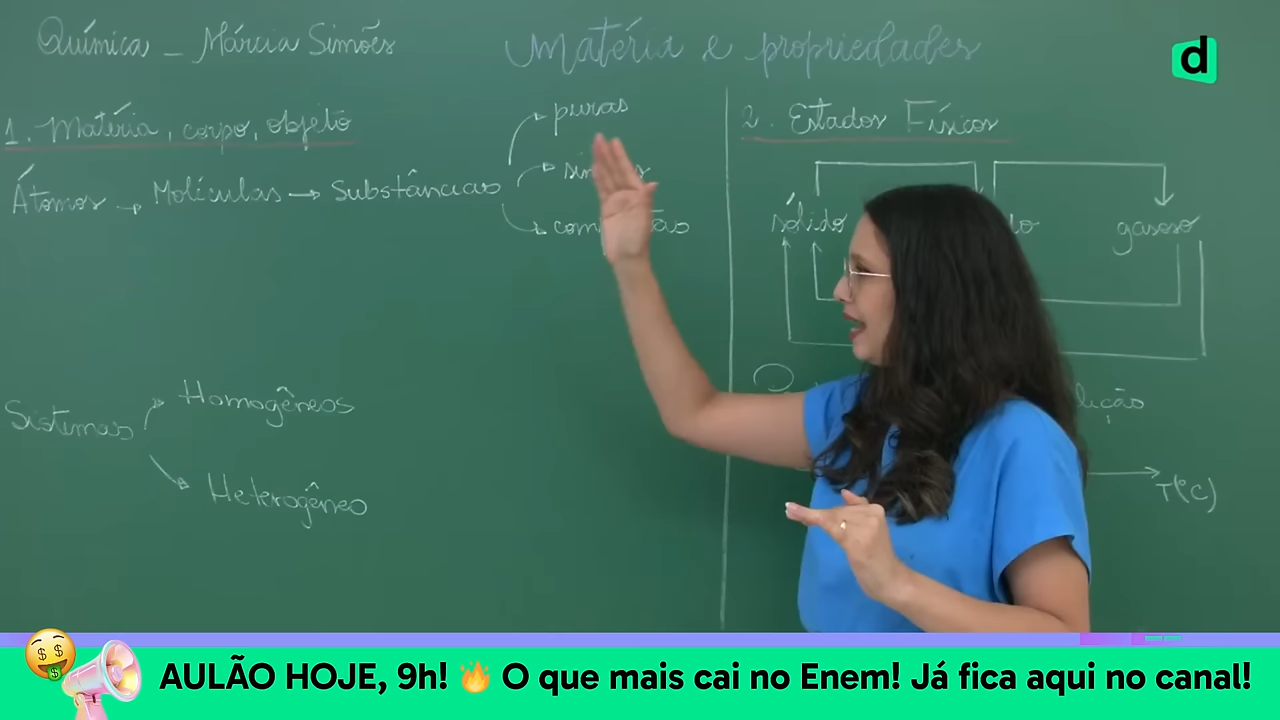 Química - Márcia Simões
Matéria e propriedades
d
1. Matéria, corpo, objeto
Átomos → Moléculas → Substâncias
puras
2. Estados Físicos
sólido
gasoso
Sistemas
Homogêneos
Heterogêneo
T(°C)
AULÃO HOJE, 9h! 🔥 O que mais cai no Enem! Já fica aqui no canal!